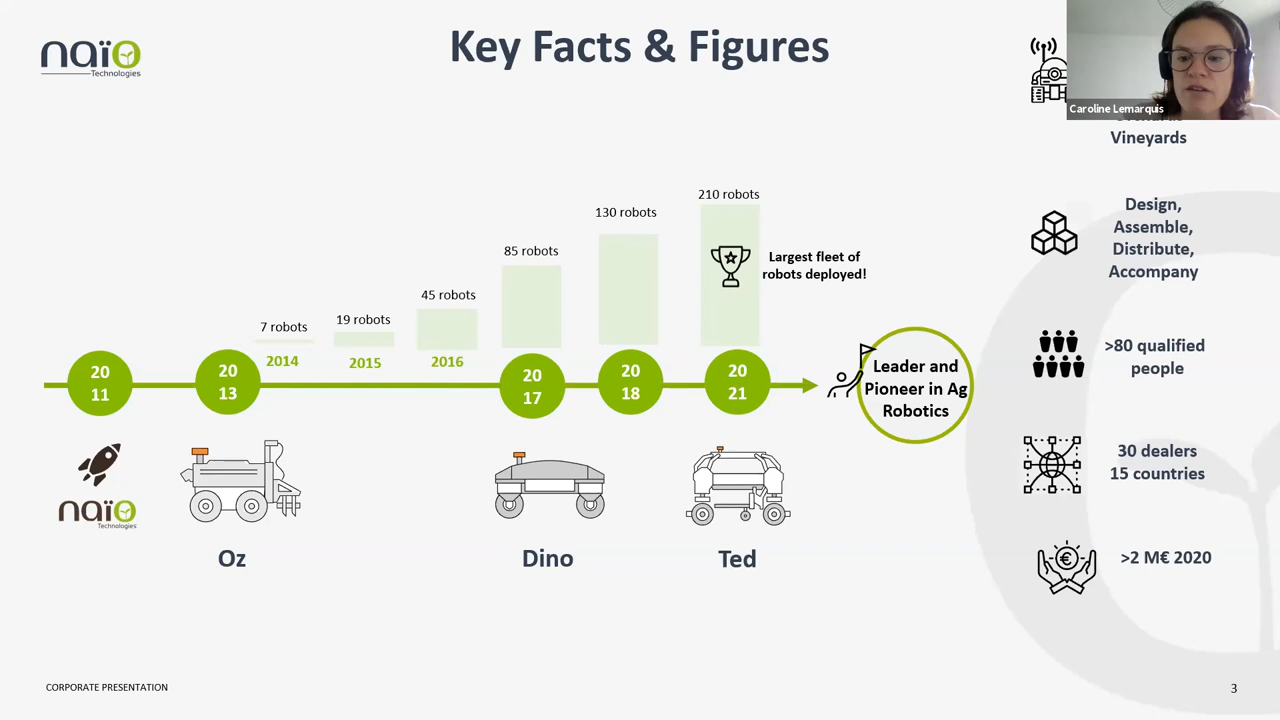 naïo
Technologies
Key Facts & Figures
Caroline Lemarquis
Vineyards
210 robots
130 robots
85 robots
45 robots
19 robots
7 robots
Largest fleet of
robots deployed!
Design,
Assemble,
Distribute,
Accompany
2014
2015
2016
20
11
20
13
20
17
20
18
20
21
Leader and
Pioneer in Ag
Robotics
>80 qualified
people
30 dealers
15 countries
naïo
Technologies
Oz
Dino
Ted
>2 M€ 2020
CORPORATE PRESENTATION
3